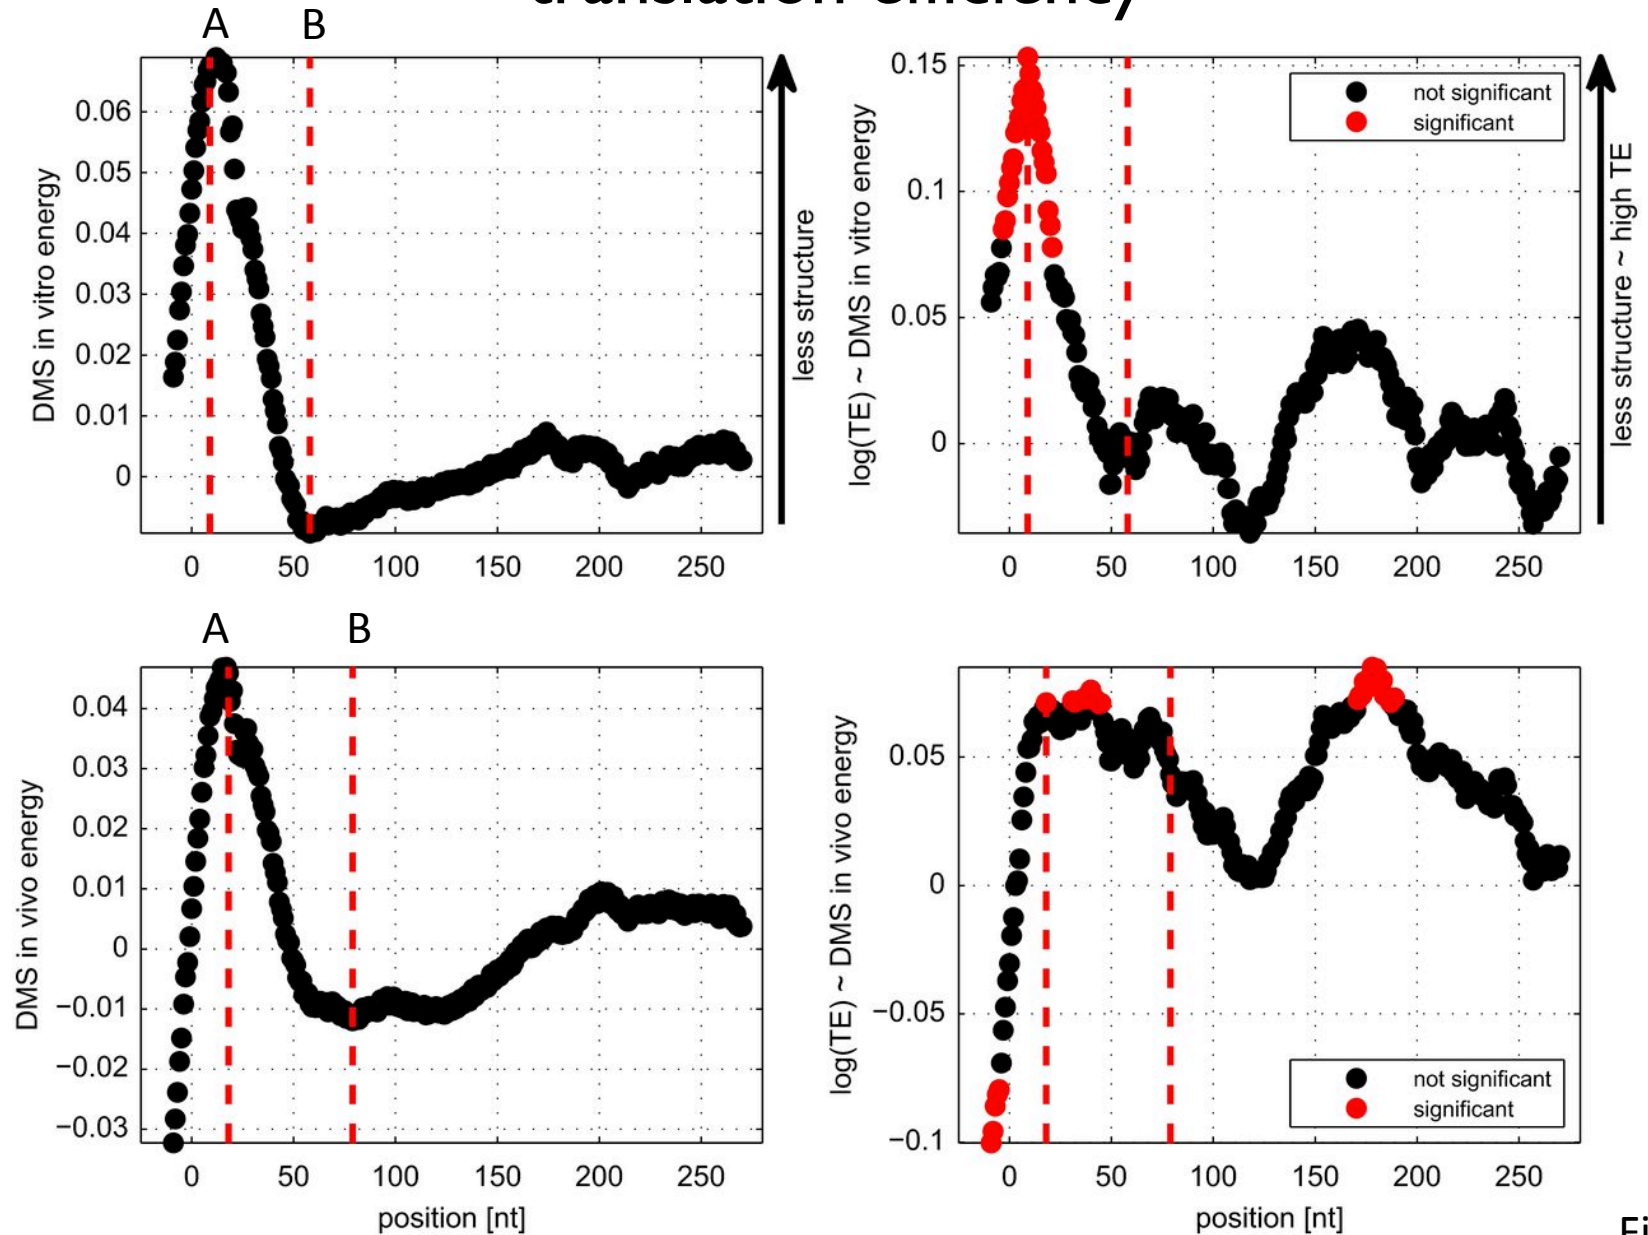 translation efficiency
A B
0.06
0.05
0.04
0.03
0.02
0.01
0
DMS in vitro energy
0 50 100 150 200 250
less structure
0.15
0.1
0.05
0
log(TE) ~ DMS in vitro energy
not significant
significant
0 50 100 150 200 250
less structure ~ high TE
A B
0.04
0.03
0.02
0.01
0
−0.01
−0.02
−0.03
DMS in vivo energy
0 50 100 150 200 250
position [nt]
0.05
0
−0.05
−0.1
log(TE) ~ DMS in vivo energy
not significant
significant
0 50 100 150 200 250
position [nt]